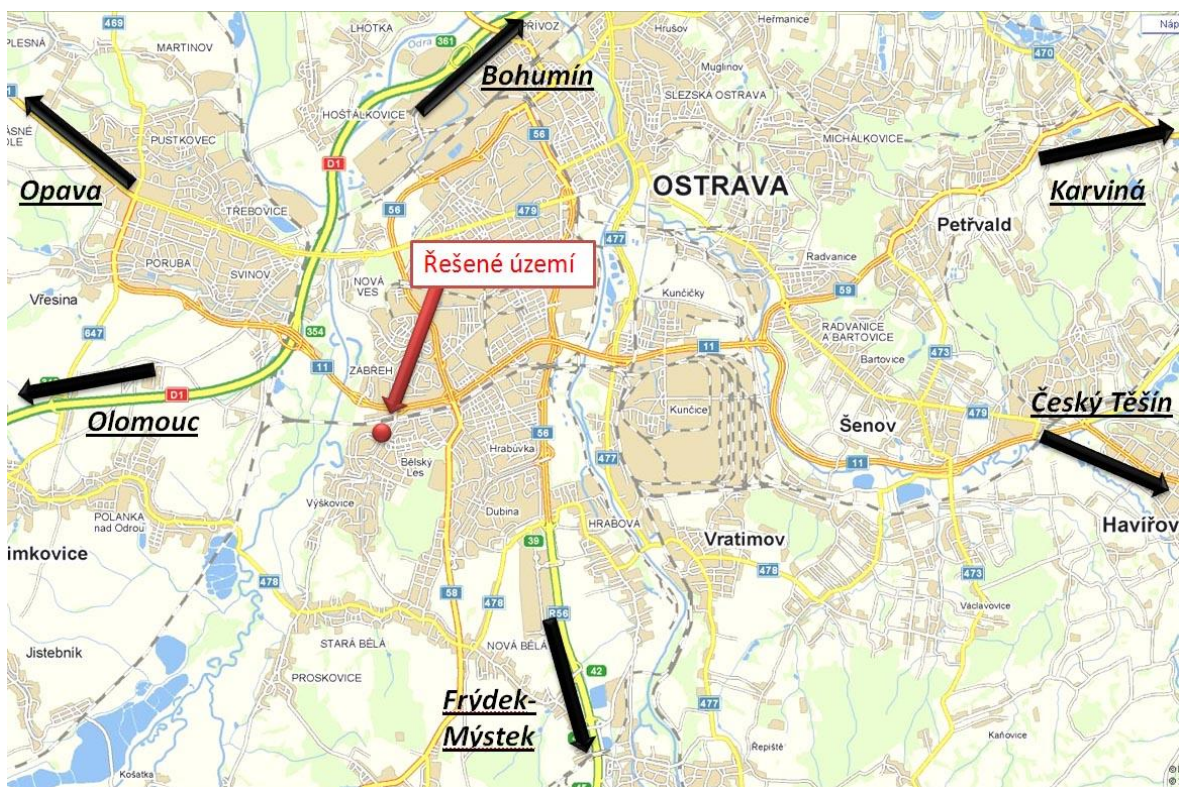 469
PLESNÁ
MARTINOV
LHOTKA
Odra
361
PŘÍVOZ
Hrušov
Heřmanice
Náp
470
Bohumín
Muglinov
SLEZSKÁ OSTRAVA
HOŠŤÁLKOVICE
PUSTKOVEC
56
MICHÁLKOVICE
D1
Opava
OSTRAVA
Karviná
TŘEBOVICE
56
479
Petřvald
477
PORUBA
SVINOV
Řešené území
Radvanice
NOVÁ
VES
Kunčičky
59
Vřesina
647
354
RADVANICE
A BARTOVICE
11
ZÁBŘEH
11
Bartovice
473
D1
Olomouc
Kunčice
479
Český Těšín
Šenov
56
Hrabůvka
Bělský
Les
477
11
Výškovice
POLANKA
nad Odrou
Dubina
HRABOVÁ
Havířov
imkovice
39
Vratimov
478
478
58
478
473
R56
Václavovice
STARÁ BĚLÁ
NOVÁ BĚLÁ
Jistebník
PROSKOVICE
42
Frýdek-
Mýstek
477
Řepiště
Kaňovice
Košatka